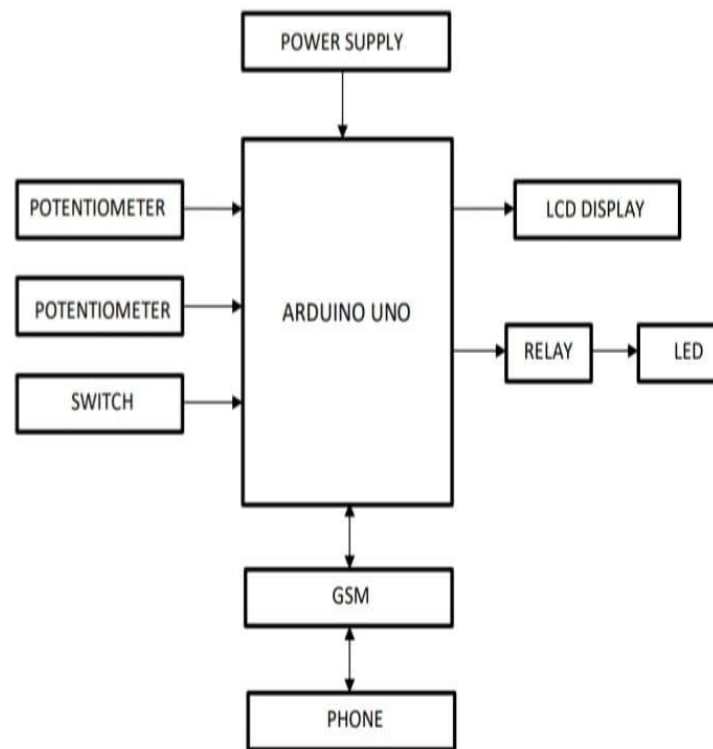 POWER SUPPLY
POTENTIOMETER
LCD DISPLAY
POTENTIOMETER
ARDUINO UNO
RELAY
LED
SWITCH
GSM
PHONE